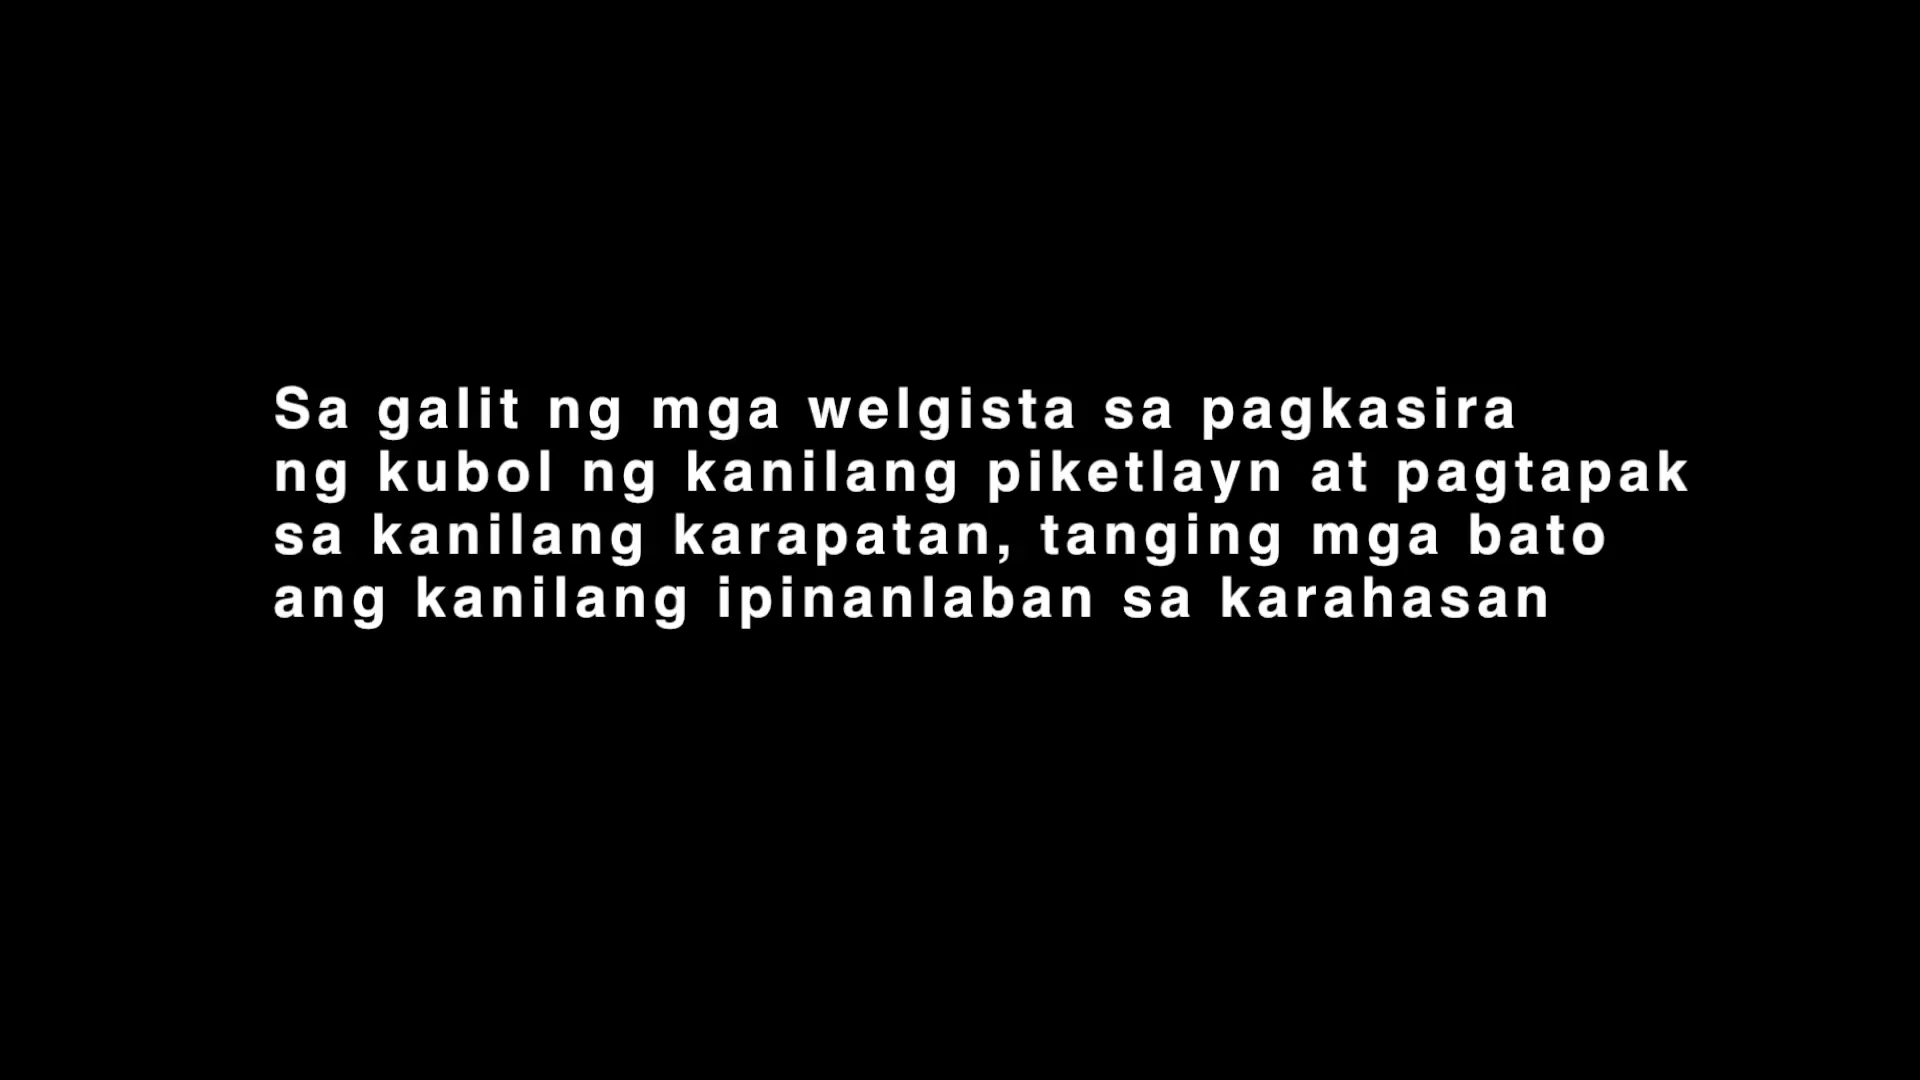 Sa galit ng mga welgista sa pagkasira
ng kubol ng kanilang piketlayn at pagtapak
sa kanilang karapatan, tanging mga bato
ang kanilang ipinanlaban sa karahasan